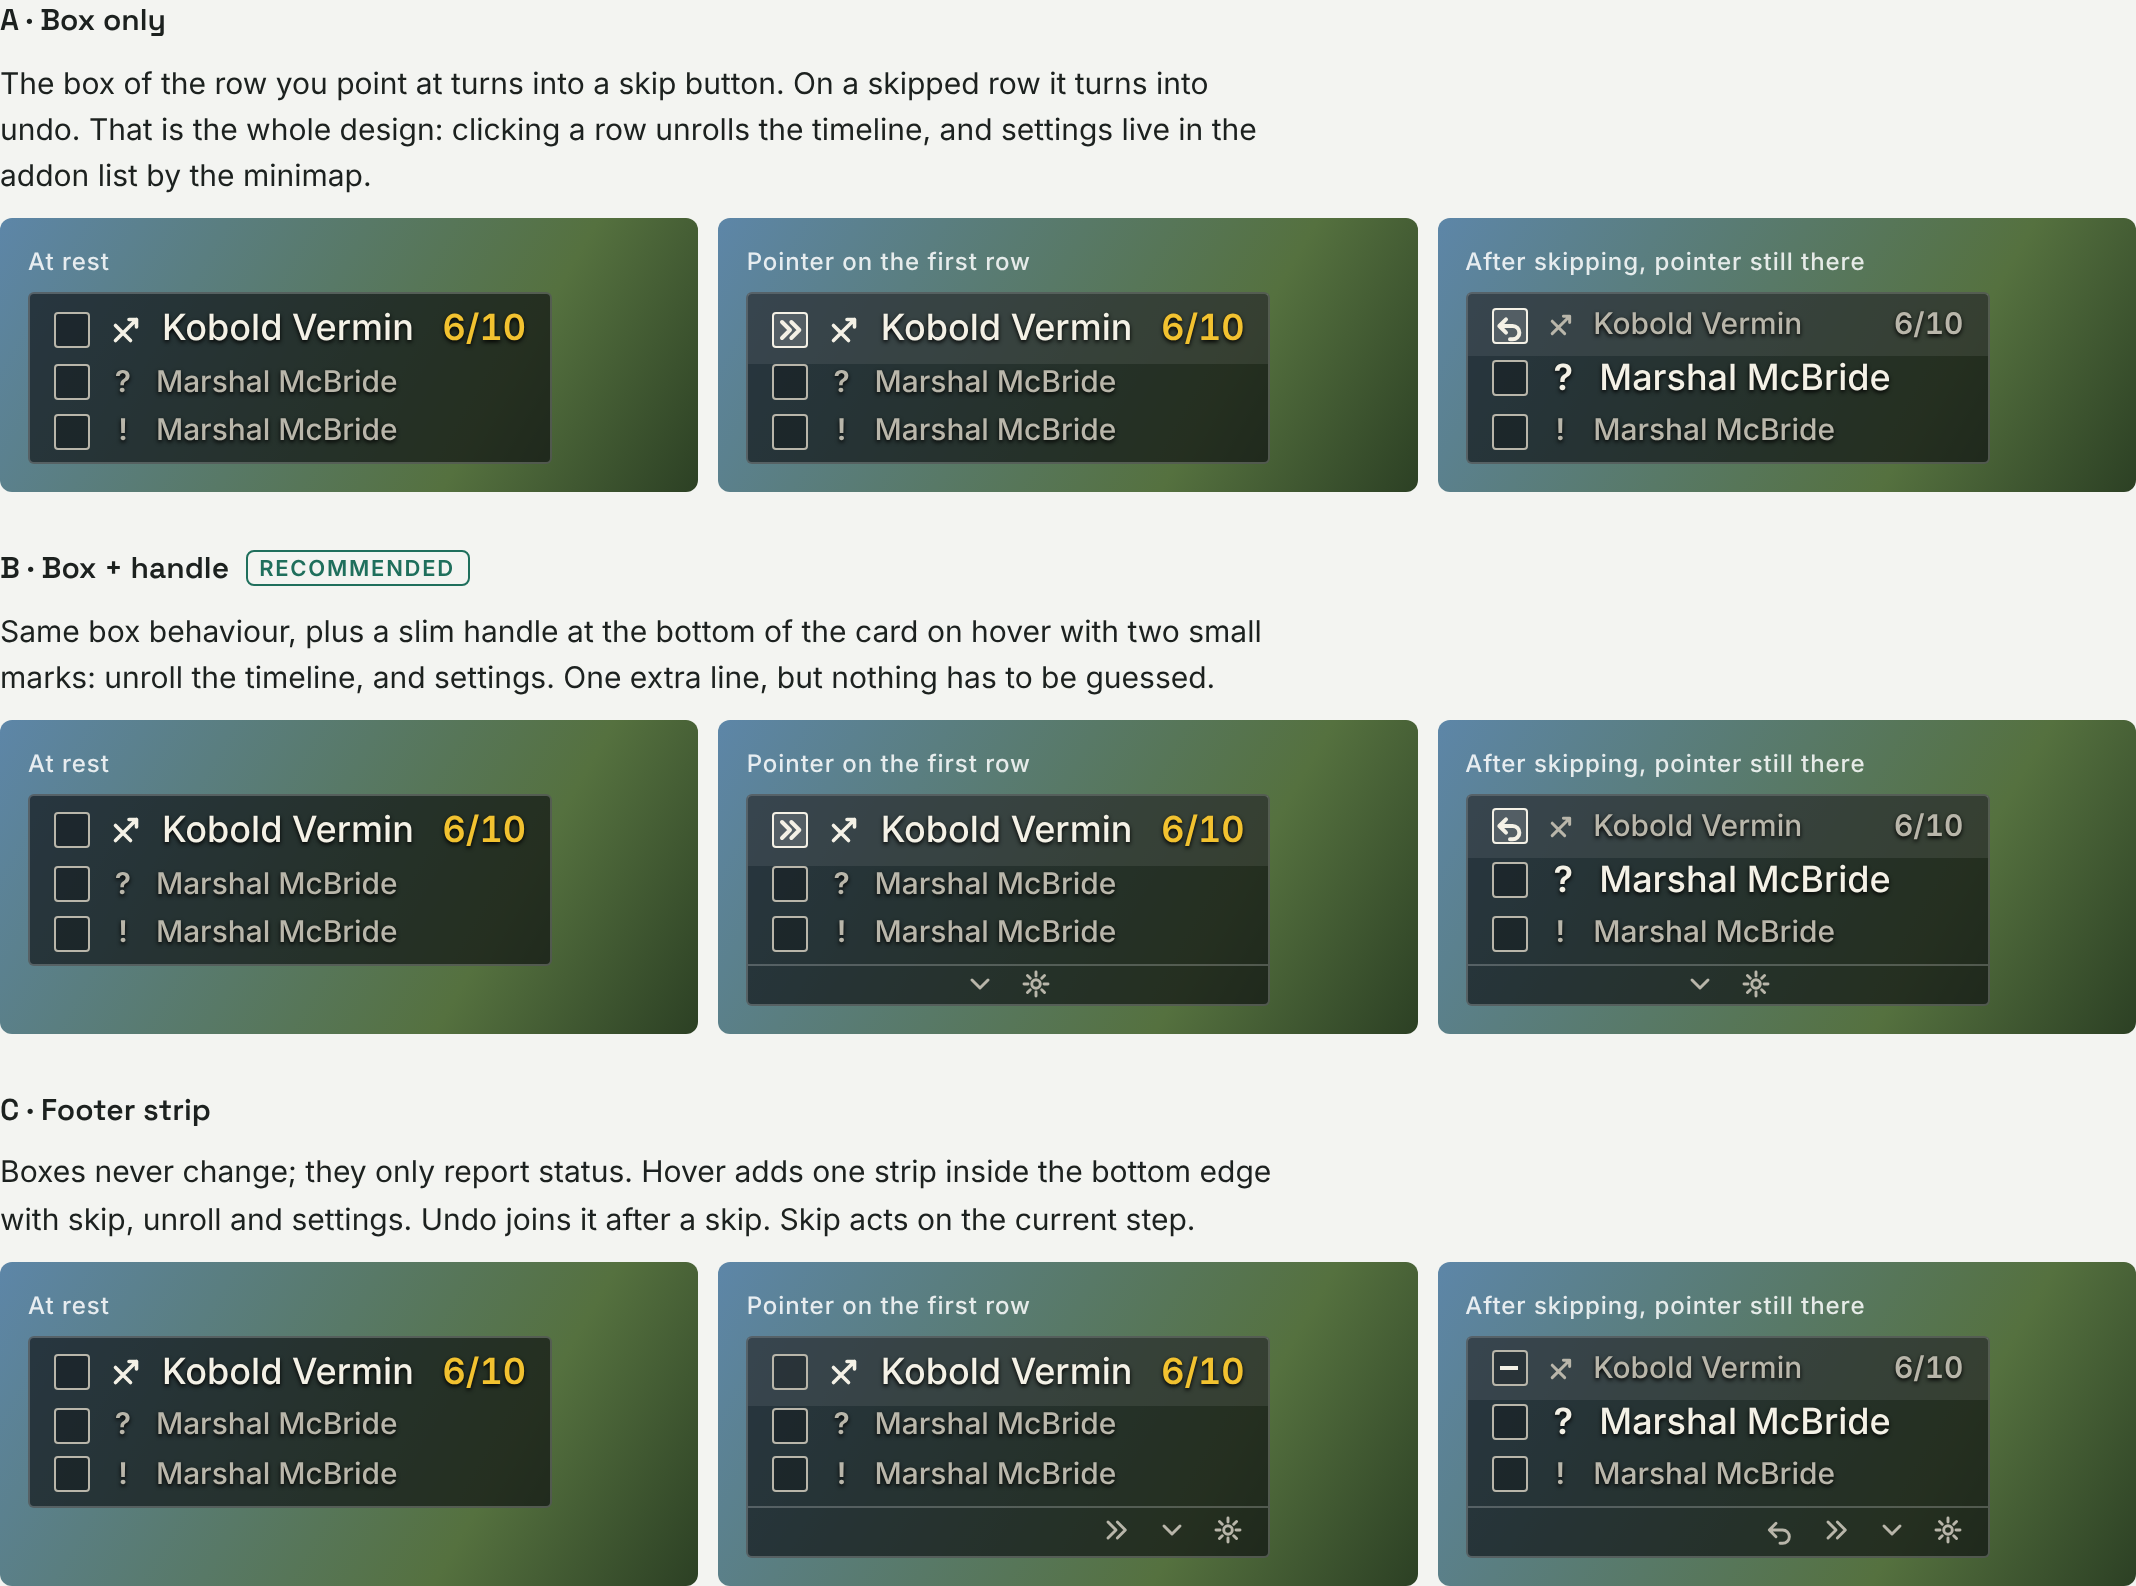 A · Box only
The box of the row you point at turns into a skip button. On a skipped row it turns into
undo. That is the whole design: clicking a row unrolls the timeline, and settings live in the
addon list by the minimap.
At rest
Kobold Vermin 6/10
? Marshal McBride
! Marshal McBride
Pointer on the first row
Kobold Vermin 6/10
? Marshal McBride
! Marshal McBride
After skipping, pointer still there
Kobold Vermin 6/10
? Marshal McBride
! Marshal McBride
B · Box + handle RECOMMENDED
Same box behaviour, plus a slim handle at the bottom of the card on hover with two small
marks: unroll the timeline, and settings. One extra line, but nothing has to be guessed.
At rest
Kobold Vermin 6/10
? Marshal McBride
! Marshal McBride
Pointer on the first row
Kobold Vermin 6/10
? Marshal McBride
! Marshal McBride
After skipping, pointer still there
Kobold Vermin 6/10
? Marshal McBride
! Marshal McBride
C · Footer strip
Boxes never change; they only report status. Hover adds one strip inside the bottom edge
with skip, unroll and settings. Undo joins it after a skip. Skip acts on the current step.
At rest
Kobold Vermin 6/10
? Marshal McBride
! Marshal McBride
Pointer on the first row
Kobold Vermin 6/10
? Marshal McBride
! Marshal McBride
After skipping, pointer still there
Kobold Vermin 6/10
? Marshal McBride
! Marshal McBride